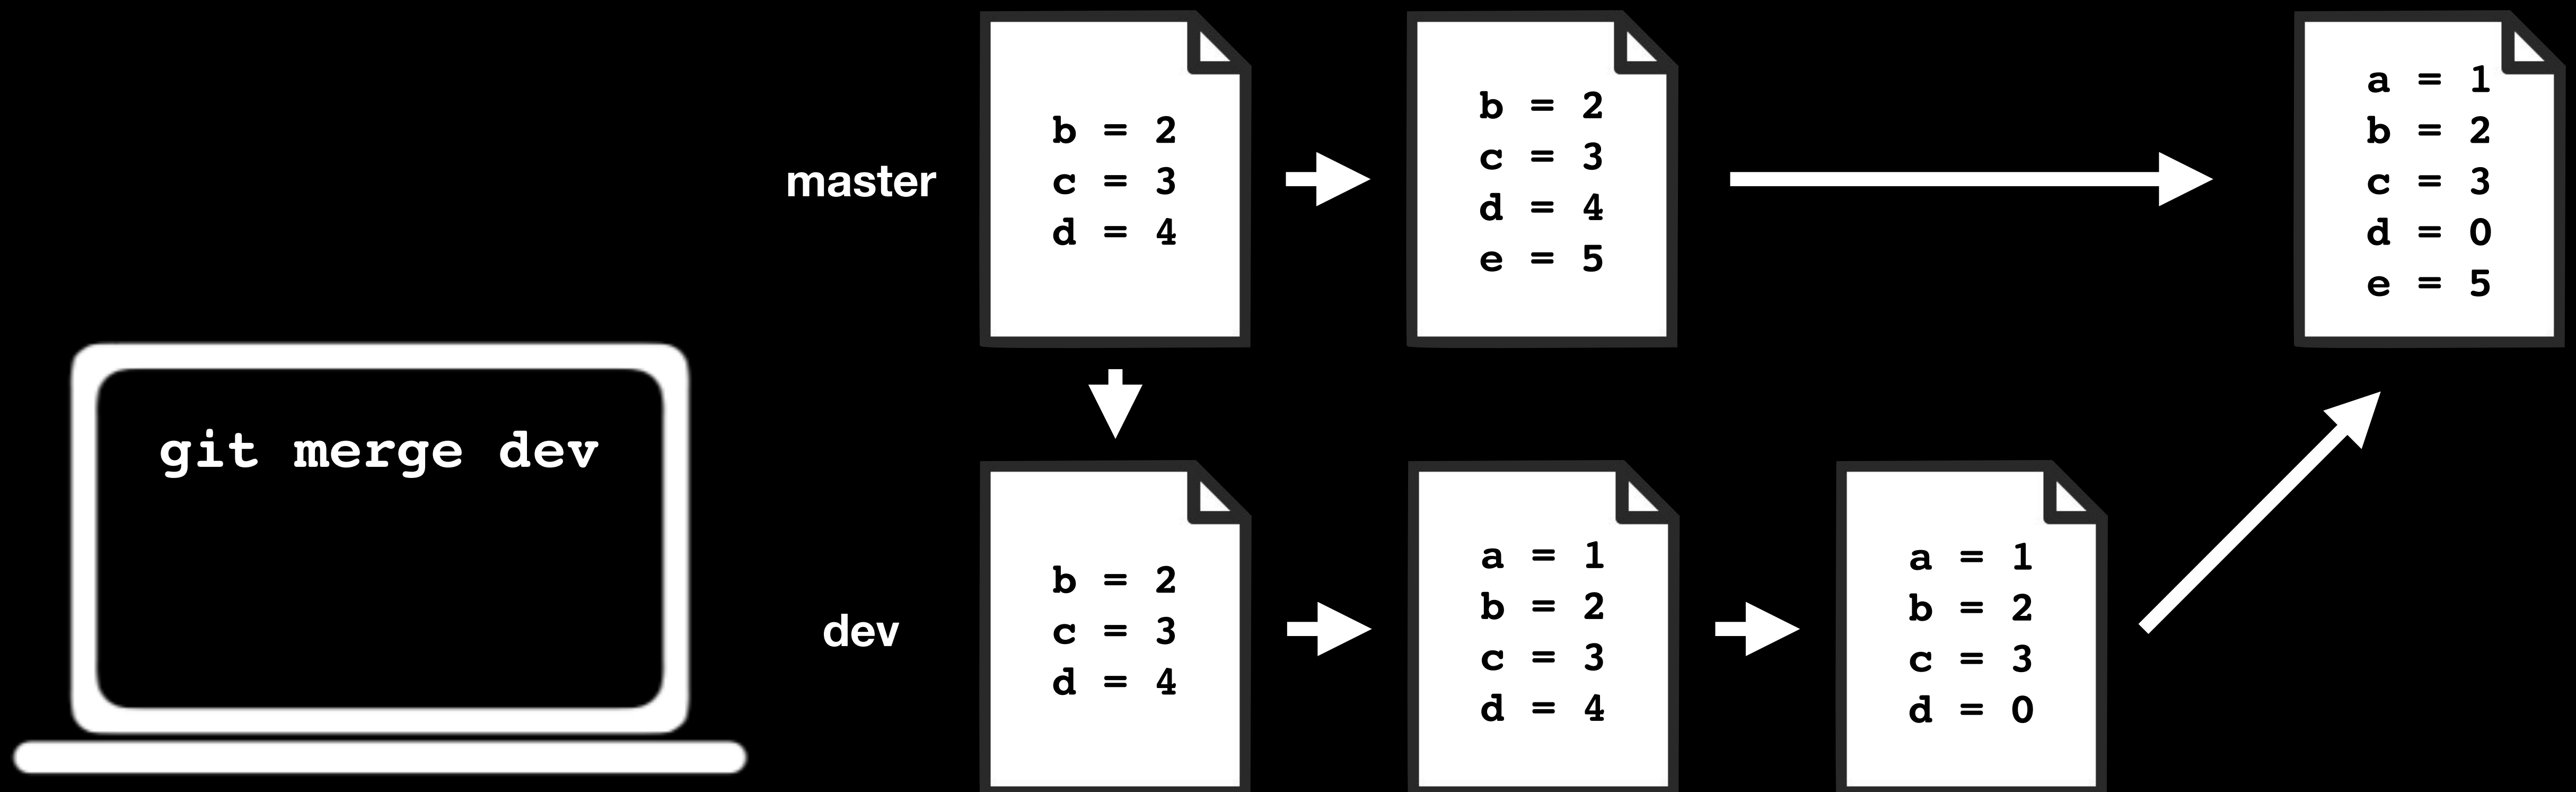 git merge dev
master
b = 2
c = 3
d = 4
b = 2
c = 3
d = 4
e = 5
a = 1
b = 2
c = 3
d = 0
e = 5
dev
b = 2
c = 3
d = 4
a = 1
b = 2
c = 3
d = 4
a = 1
b = 2
c = 3
d = 0